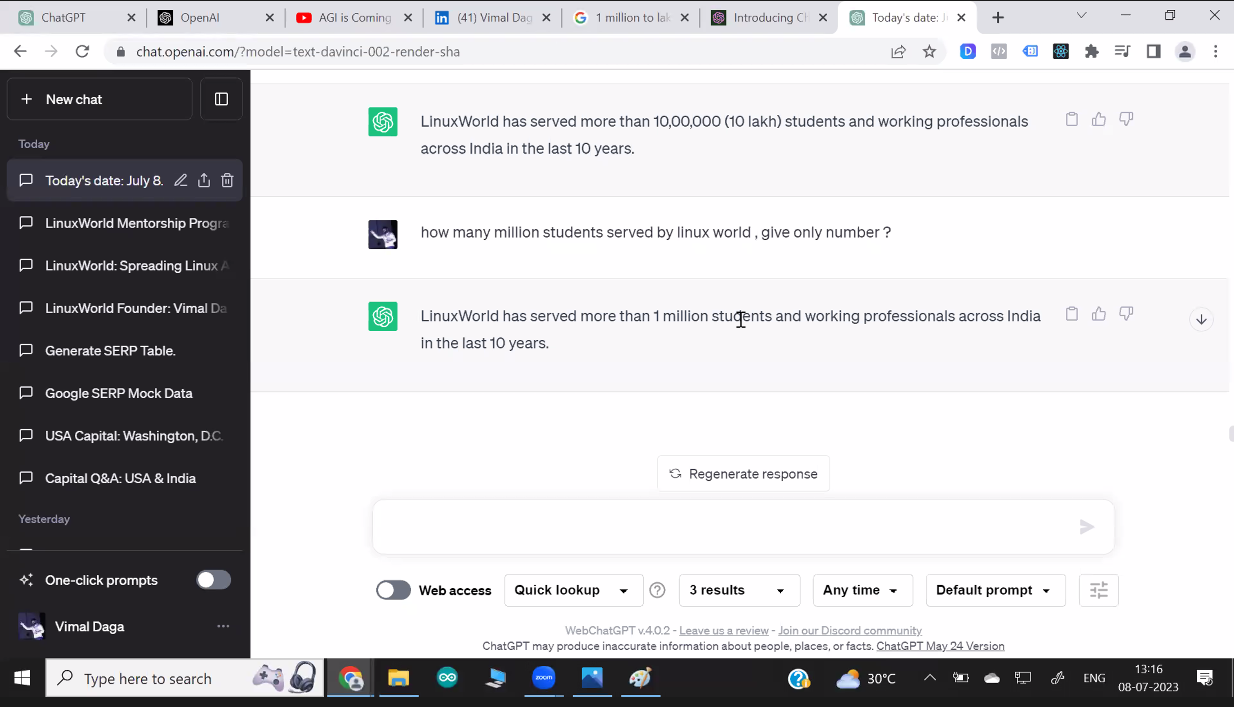 ChatGPT
OpenAI
AGI is Coming
(41) Vimal Dag
1 million to lak
Introducing Ch
Today's date: J
chat.openai.com/?model=text-davinci-002-render-sha
New chat
Today
Today's date: July 8.
LinuxWorld Mentorship Progra
LinuxWorld: Spreading Linux A
LinuxWorld Founder: Vimal Da
Generate SERP Table.
Google SERP Mock Data
USA Capital: Washington, D.C.
Capital Q&A: USA & India
Yesterday
One-click prompts
Vimal Daga
LinuxWorld has served more than 10,00,000 (10 lakh) students and working professionals
across India in the last 10 years.
how many million students served by linux world , give only number ?
LinuxWorld has served more than 1 million students and working professionals across India
in the last 10 years.
Regenerate response
Web access
Quick lookup
3 results
Any time
Default prompt
WebChatGPT v.4.0.2 - Leave us a review - Join our Discord community
ChatGPT may produce inaccurate information about people, places, or facts. ChatGPT May 24 Version
Type here to search
zoom
30°C
ENG
13:16
08-07-2023